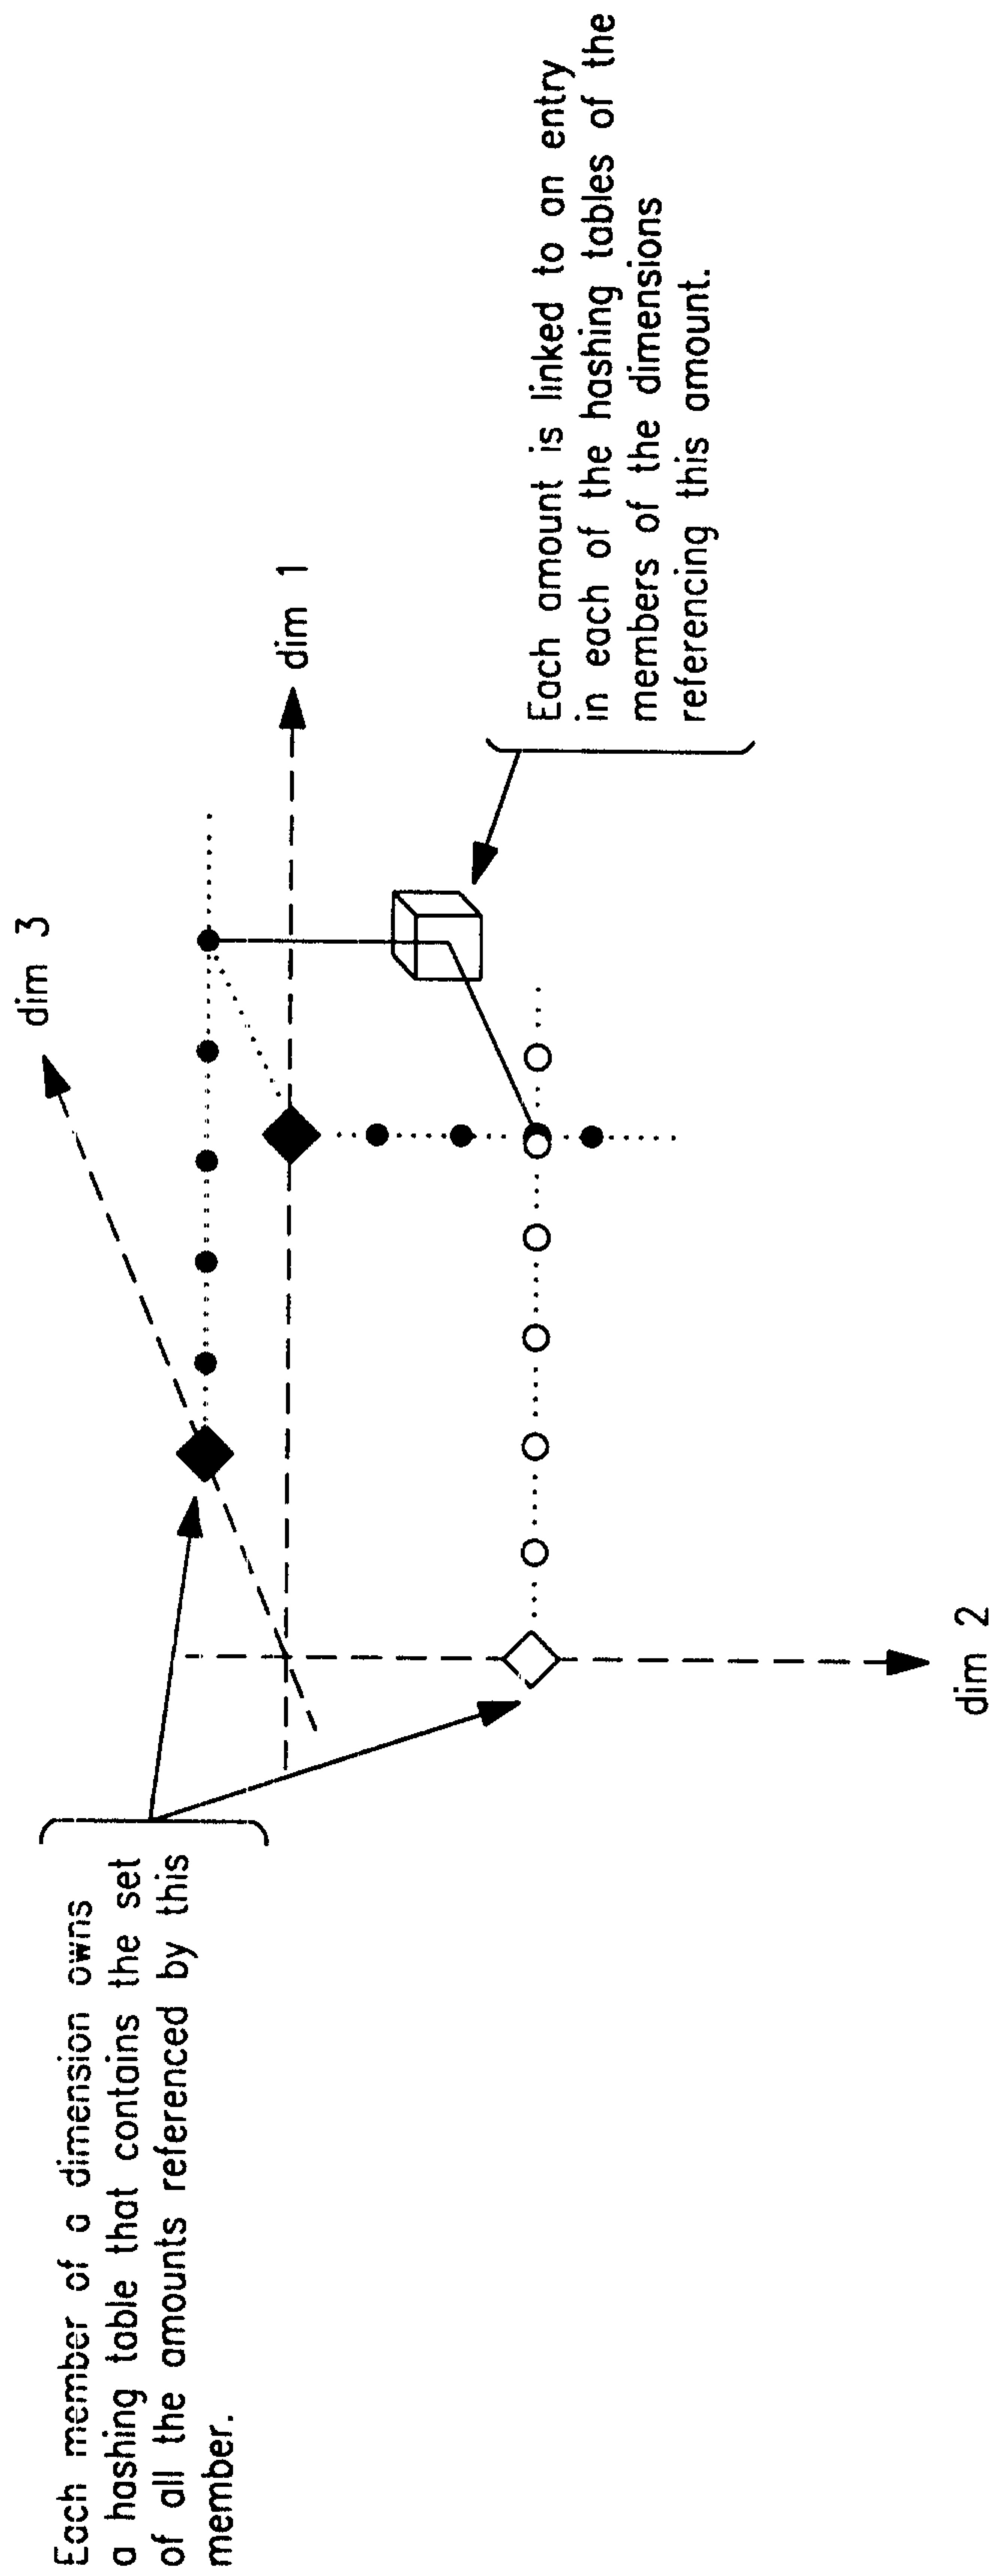 Each member of a dimension owns
a hashing table that contains the set
of all the amounts referenced by this
member.
dim 3
dim 1
dim 2
Each amount is linked to an entry
in each of the hashing tables of the
members of the dimensions
referencing this amount.